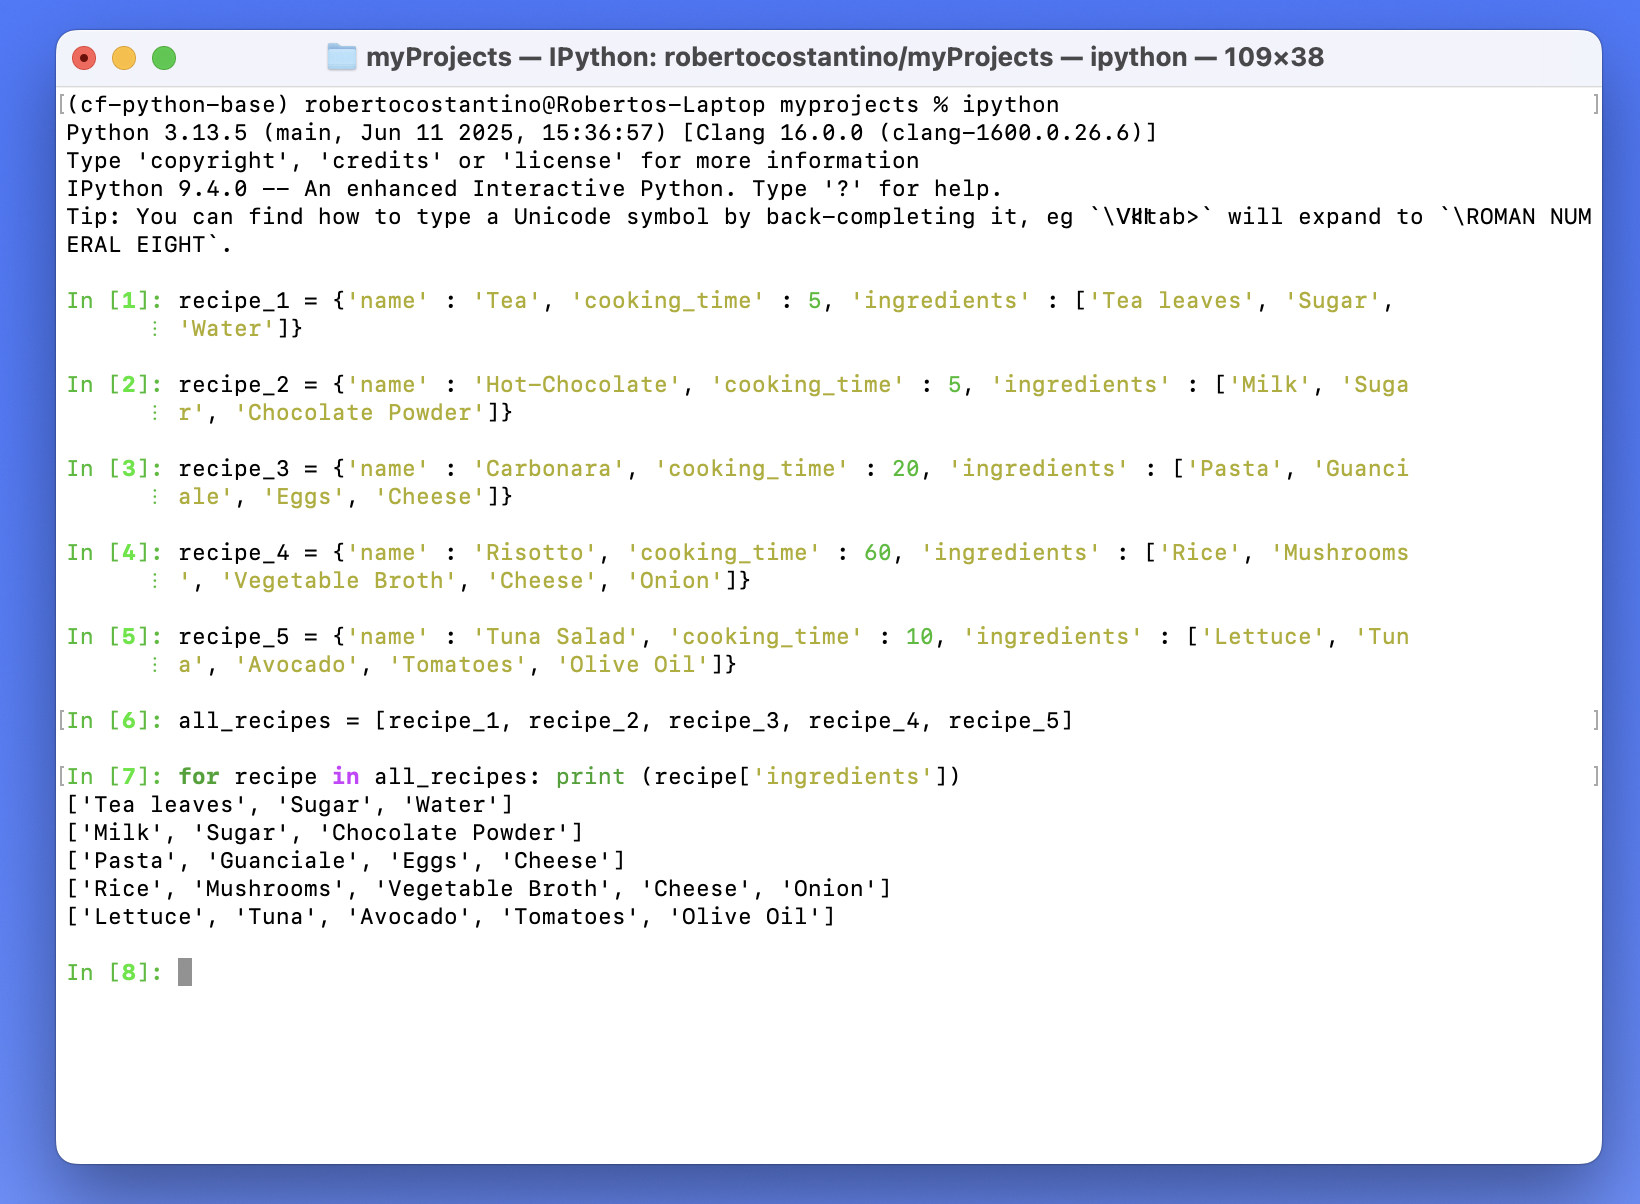 myProjects — IPython: robertocostantino/myProjects — ipython — 109×38
(cf-python-base) robertocostantino@Robertos-Laptop myprojects % ipython
Python 3.13.5 (main, Jun 11 2025, 15:36:57) [Clang 16.0.0 (clang-1600.0.26.6)]
Type 'copyright', 'credits' or 'license' for more information
IPython 9.4.0 -- An enhanced Interactive Python. Type '?' for help.
Tip: You can find how to type a Unicode symbol by back-completing it, eg `\Ⅷ<tab>` will expand to `\ROMAN NUM
ERAL EIGHT`.
In [1]: recipe_1 = {'name' : 'Tea', 'cooking_time' : 5, 'ingredients' : ['Tea leaves', 'Sugar',
⋮ 'Water']}
In [2]: recipe_2 = {'name' : 'Hot-Chocolate', 'cooking_time' : 5, 'ingredients' : ['Milk', 'Suga
⋮ r', 'Chocolate Powder']}
In [3]: recipe_3 = {'name' : 'Carbonara', 'cooking_time' : 20, 'ingredients' : ['Pasta', 'Guanci
⋮ ale', 'Eggs', 'Cheese']}
In [4]: recipe_4 = {'name' : 'Risotto', 'cooking_time' : 60, 'ingredients' : ['Rice', 'Mushrooms
⋮ ', 'Vegetable Broth', 'Cheese', 'Onion']}
In [5]: recipe_5 = {'name' : 'Tuna Salad', 'cooking_time' : 10, 'ingredients' : ['Lettuce', 'Tun
⋮ a', 'Avocado', 'Tomatoes', 'Olive Oil']}
In [6]: all_recipes = [recipe_1, recipe_2, recipe_3, recipe_4, recipe_5]
In [7]: for recipe in all_recipes: print (recipe['ingredients'])
['Tea leaves', 'Sugar', 'Water']
['Milk', 'Sugar', 'Chocolate Powder']
['Pasta', 'Guanciale', 'Eggs', 'Cheese']
['Rice', 'Mushrooms', 'Vegetable Broth', 'Cheese', 'Onion']
['Lettuce', 'Tuna', 'Avocado', 'Tomatoes', 'Olive Oil']
In [8]: